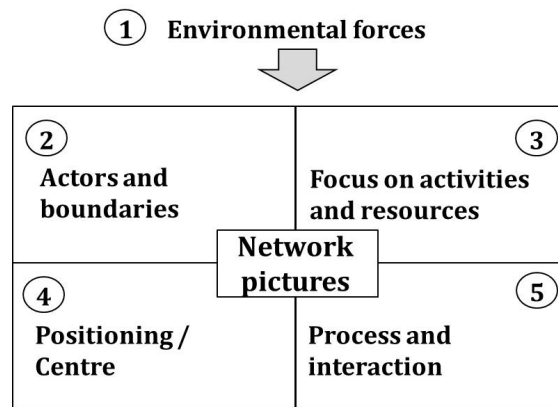 1 Environmental forces
2
3
Actors and
boundaries
Focus on activities
and resources
Network
pictures
4
5
Positioning /
Centre
Process and
interaction